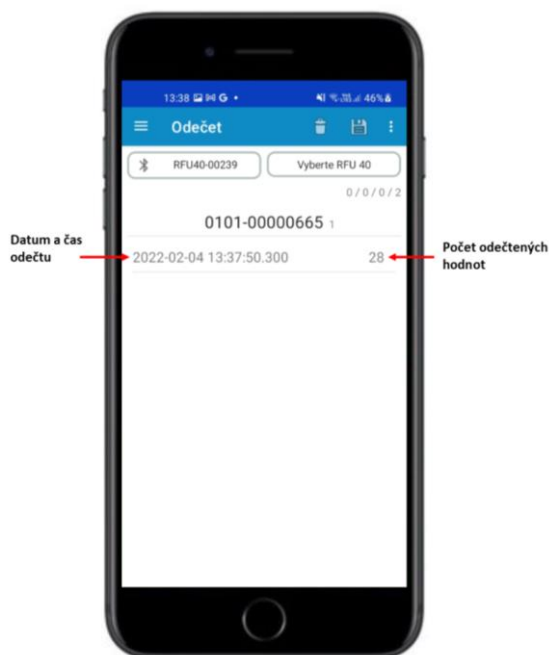 13:38 G
46%
Odečet
RFU40-00239
Vyberte RFU 40
0/0/0/2
0101-00000665 1
Datum a čas
odečtu
2022-02-04 13:37:50.300
28
Počet odečtených
hodnot